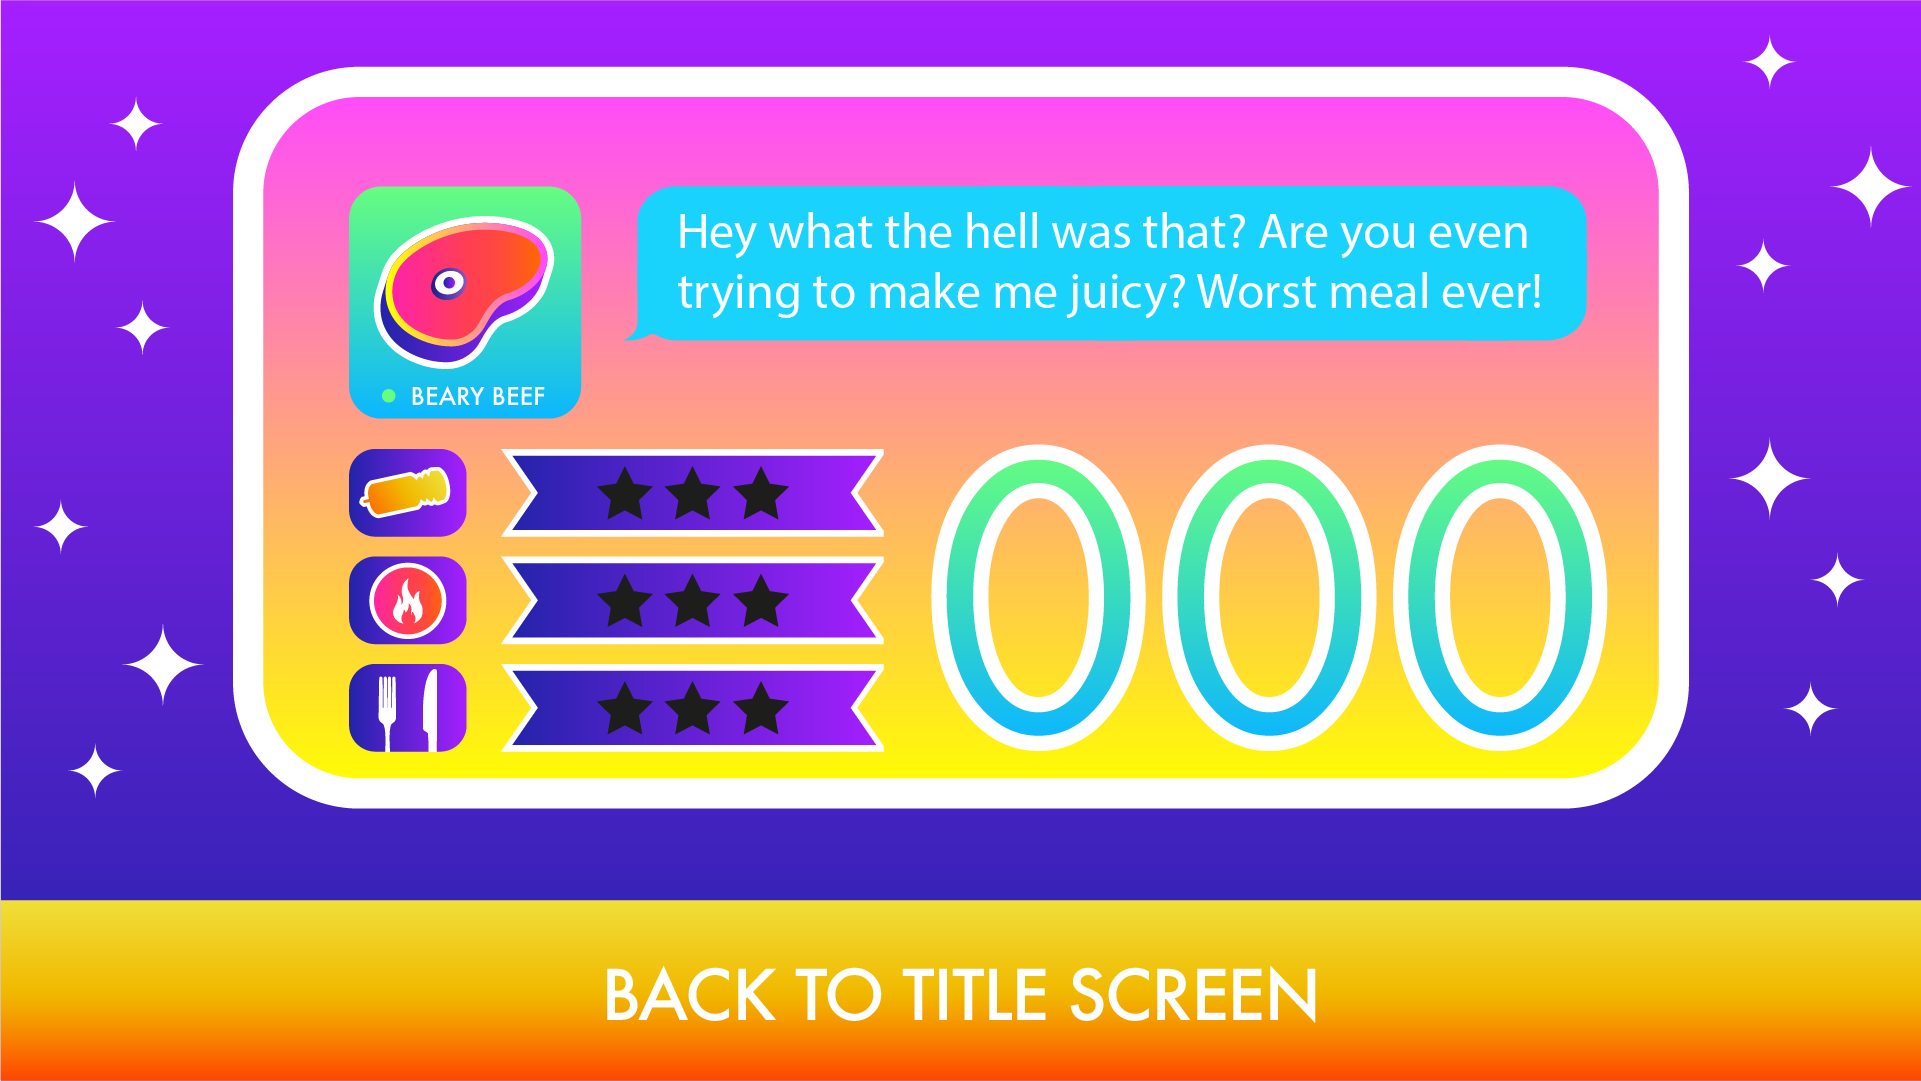 Hey what the hell was that? Are you even
trying to make me juicy? Worst meal ever!
BEARY BEEF
000
BACK TO TITLE SCREEN